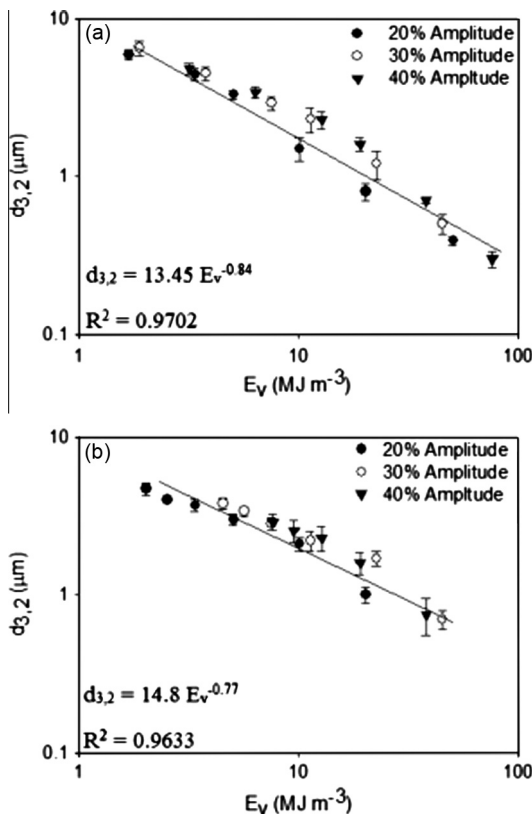 (a)
20% Amplitude
30% Amplitude
40% Ampltude
10
1
0.1
d3,2 (μm)
d3,2 = 13.45 Ev-0.84
R2 = 0.9702
1 10 100
Ev (MJ m-3)
(b)
20% Amplitude
30% Amplitude
40% Ampltude
10
1
0.1
d3,2 (μm)
d3,2 = 14.8 Ev-0.77
R2 = 0.9633
1 10 100
Ev (MJ m-3)